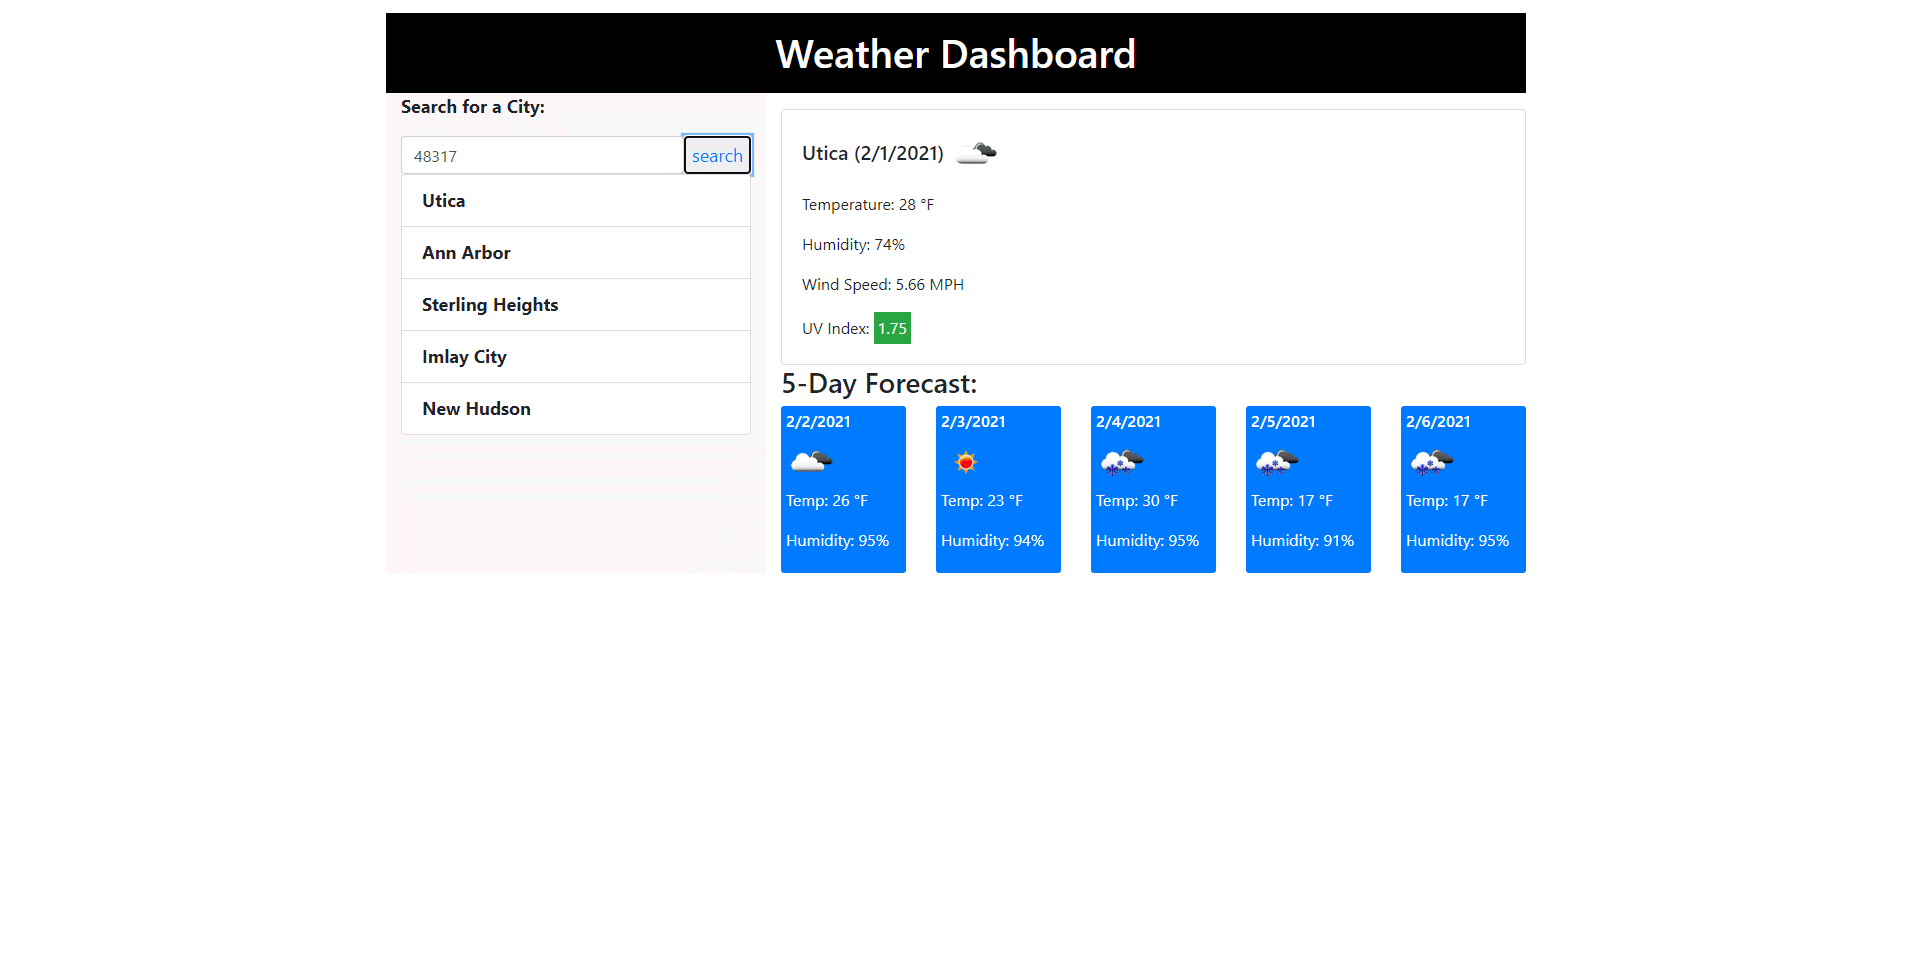 Weather Dashboard
Search for a City:
48317
search
Utica
Ann Arbor
Sterling Heights
Imlay City
New Hudson
Utica (2/1/2021)
Temperature: 28 °F
Humidity: 74%
Wind Speed: 5.66 MPH
UV Index: 1.75
5-Day Forecast:
2/2/2021
Temp: 26 °F
Humidity: 95%
2/3/2021
Temp: 23 °F
Humidity: 94%
2/4/2021
Temp: 30 °F
Humidity: 95%
2/5/2021
Temp: 17 °F
Humidity: 91%
2/6/2021
Temp: 17 °F
Humidity: 95%